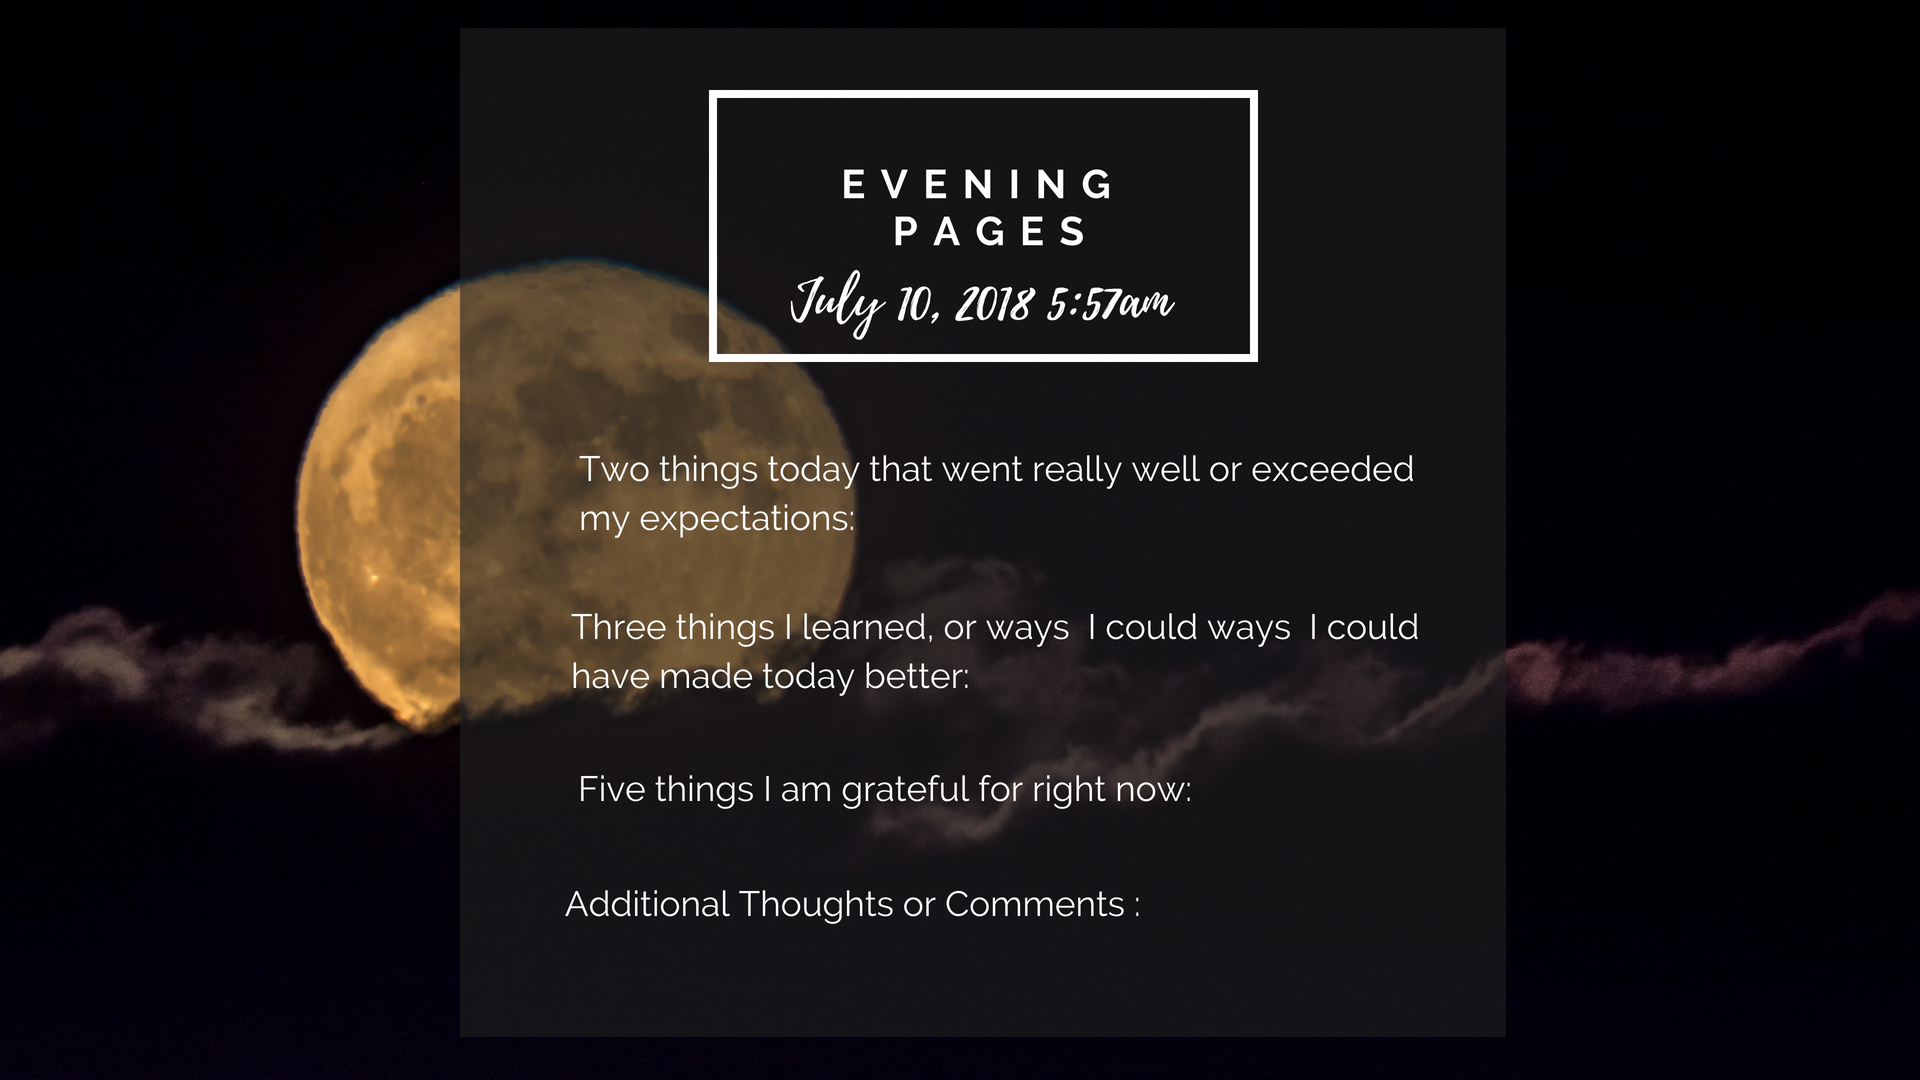 EVENING
PAGES
July 10, 2018 5:57am
Two things today that went really well or exceeded
my expectations:
Three things I learned, or ways  I could ways  I could
have made today better:
Five things I am grateful for right now:
Additional Thoughts or Comments :